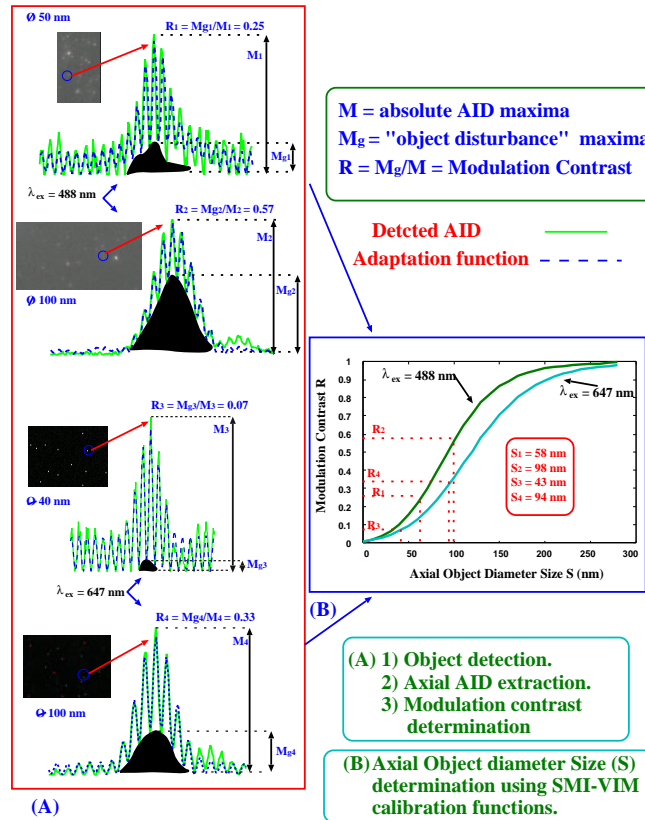 Ø 50 nm
R1 = Mg1/M1 = 0.25
M1
Mg1
λex = 488 nm
R2 = Mg2/M2 = 0.57
M2
Mg2
Ø 100 nm
R3 = Mg3/M3 = 0.07
M3
Ø 40 nm
Mg3
λex = 647 nm
R4 = Mg4/M4 = 0.33
M4
Ø 100 nm
Mg4
(A)
M = absolute AID maxima
Mg = "object disturbance" maxima
R = Mg/M = Modulation Contrast
Detcted AID
Adaptation function
Modulation Contrast R
1
0.9
0.8
0.7
0.6
0.5
0.4
0.3
0.2
0.1
0
λex = 488 nm
λex = 647 nm
R2
R4
R1
R3
S1 = 58 nm
S2 = 98 nm
S3 = 43 nm
S4 = 94 nm
0 50 100 150 200 250 300
Axial Object Diameter Size S (nm)
(B)
(A) 1) Object detection.
2) Axial AID extraction.
3) Modulation contrast
determination
(B) Axial Object diameter Size (S)
determination using SMI-VIM
calibration functions.